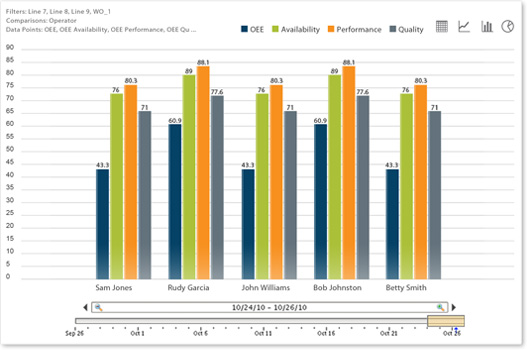 Filters: Line 7, Line 8, Line 9, WO_1
Comparisons: Operator
Data Points: OEE, OEE Availability, OEE Performance, OEE Qu ...
OEE Availability Performance Quality
90
85
80
75
70
65
60
55
50
45
40
35
30
25
20
15
10
5
0
43.3 76 80.3 71
60.9 89 88.1 77.6
43.3 76 80.3 71
60.9 89 88.1 77.6
43.3 76 80.3 71
Sam Jones Rudy Garcia John Williams Bob Johnston Betty Smith
10/24/10 - 10/26/10
Sep 26 Oct 1 Oct 6 Oct 11 Oct 16 Oct 21 Oct 26